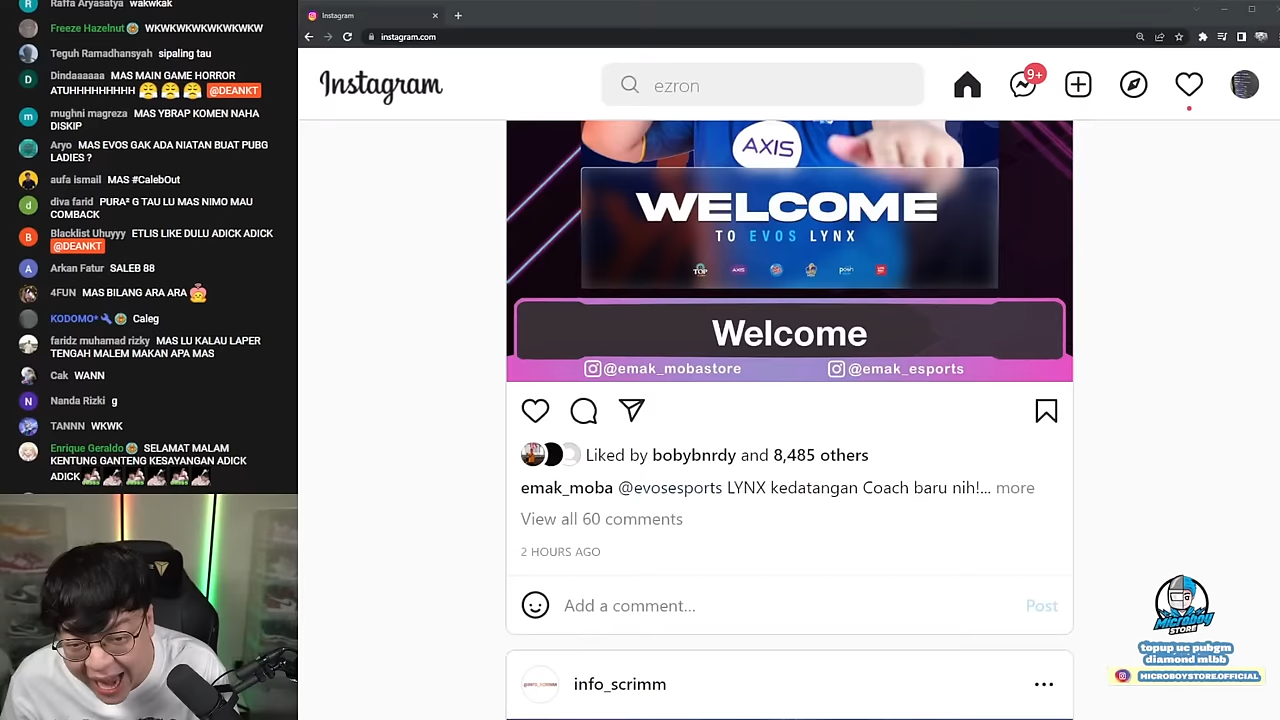 Raffa Aryasatya wakwkak
Freeze Hazelnut WKWKWKWKWKWKWKW
Teguh Ramadhansyah sipaling tau
Dindaaaaaa MAS MAIN GAME HORROR
ATUHHHHHHHHH @DEANKT
mughni magreza MAS YBRAP KOMEN NAHA
DISKIP
Aryo MAS EVOS GAK ADA NIATAN BUAT PUBG
LADIES ?
aufa ismail MAS #CalebOut
diva farid PURA² G TAU LU MAS NIMO MAU
COMBACK
Blacklist Uhuyyy ETLIS LIKE DULU ADICK ADICK
@DEANKT
Arkan Fatur SALEB 88
4FUN MAS BILANG ARA ARA
KODOMO* Caleg
faridz muhamad rizky MAS LU KALAU LAPER
TENGAH MALEM MAKAN APA MAS
Cak WANN
Nanda Rizki g
TANNN WKWK
Enrique Geraldo SELAMAT MALAM
KENTUNG GANTENG KESAYANGAN ADICK
ADICK
Instagram
instagram.com
Instagram
ezron
9+
AXIS
WELCOME
TO EVOS LYNX
TOP AXIS posh
Welcome
@emak_mobastore @emak_esports
Liked by bobybnrdy and 8,485 others
emak_moba @evosesports LYNX kedatangan Coach baru nih!... more
View all 60 comments
2 HOURS AGO
Add a comment... Post
info_scrimm
MICROBOY
STORE
topup uc pubgm
diamond mlbb
MICROBOYSTORE.OFFICIAL